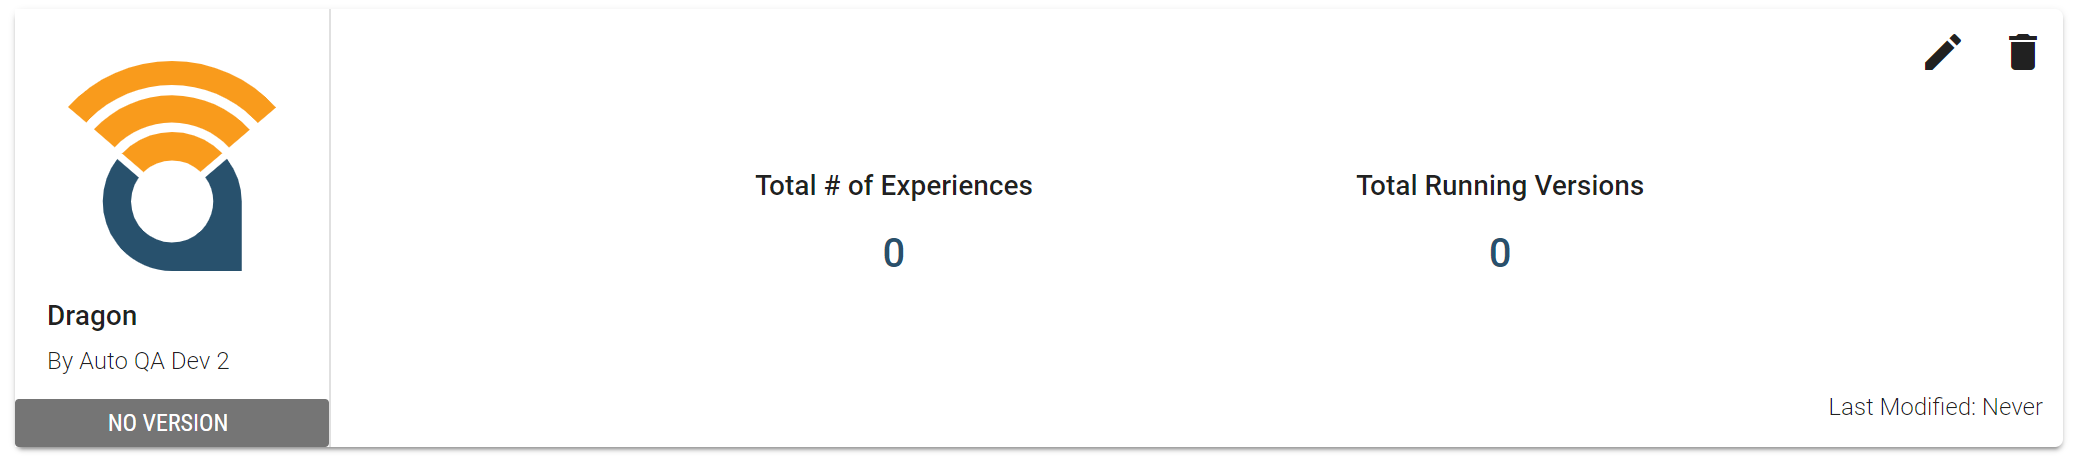 Dragon
By Auto QA Dev 2
NO VERSION
Total # of Experiences
0
Total Running Versions
0
Last Modified: Never